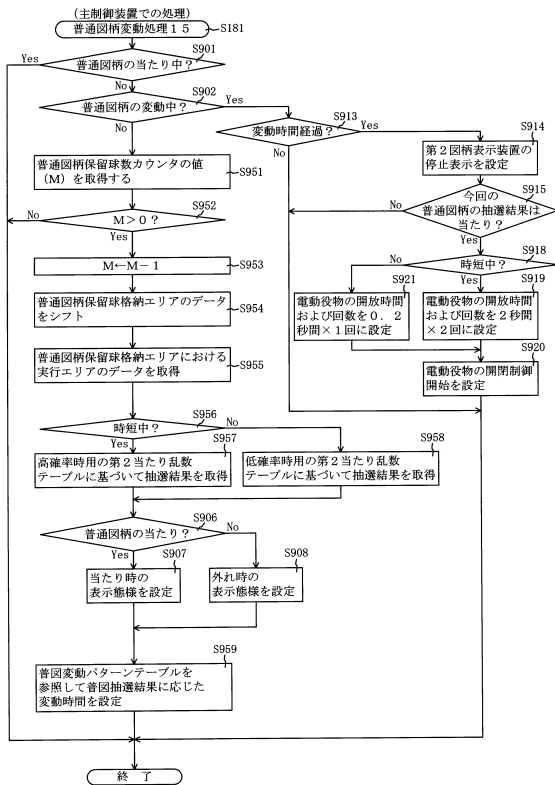 (主制御装置での処理)
普通図柄変動処理15
S181
S901
Yes
普通図柄の当たり中?
No
S902
普通図柄の変動中?
Yes
No
S913
変動時間経過?
Yes
No
S914
第2図柄表示装置の
停止表示を設定
S915
今回の
普通図柄の抽選結果は
当たり?
No
Yes
S918
時短中?
No
Yes
S921
電動役物の開放時間
および回数を0.2
秒間×1回に設定
S919
電動役物の開放時間
および回数を2秒間
×2回に設定
S920
電動役物の開閉制御
開始を設定
普通図柄保留球数カウンタの値
(M)を取得する
S951
S952
No
M>0?
Yes
M←M-1
S953
普通図柄保留球格納エリアのデータ
をシフト
S954
普通図柄保留球格納エリアにおける
実行エリアのデータを取得
S955
S956
時短中?
No
Yes
S957
高確率時用の第2当たり乱数
テーブルに基づいて抽選結果を取得
S958
低確率時用の第2当たり乱数
テーブルに基づいて抽選結果を取得
S906
普通図柄の当たり?
No
Yes
S907
当たり時の
表示態様を設定
S908
外れ時の
表示態様を設定
S959
普図変動パターンテーブルを
参照して普図抽選結果に応じた
変動時間を設定
終了